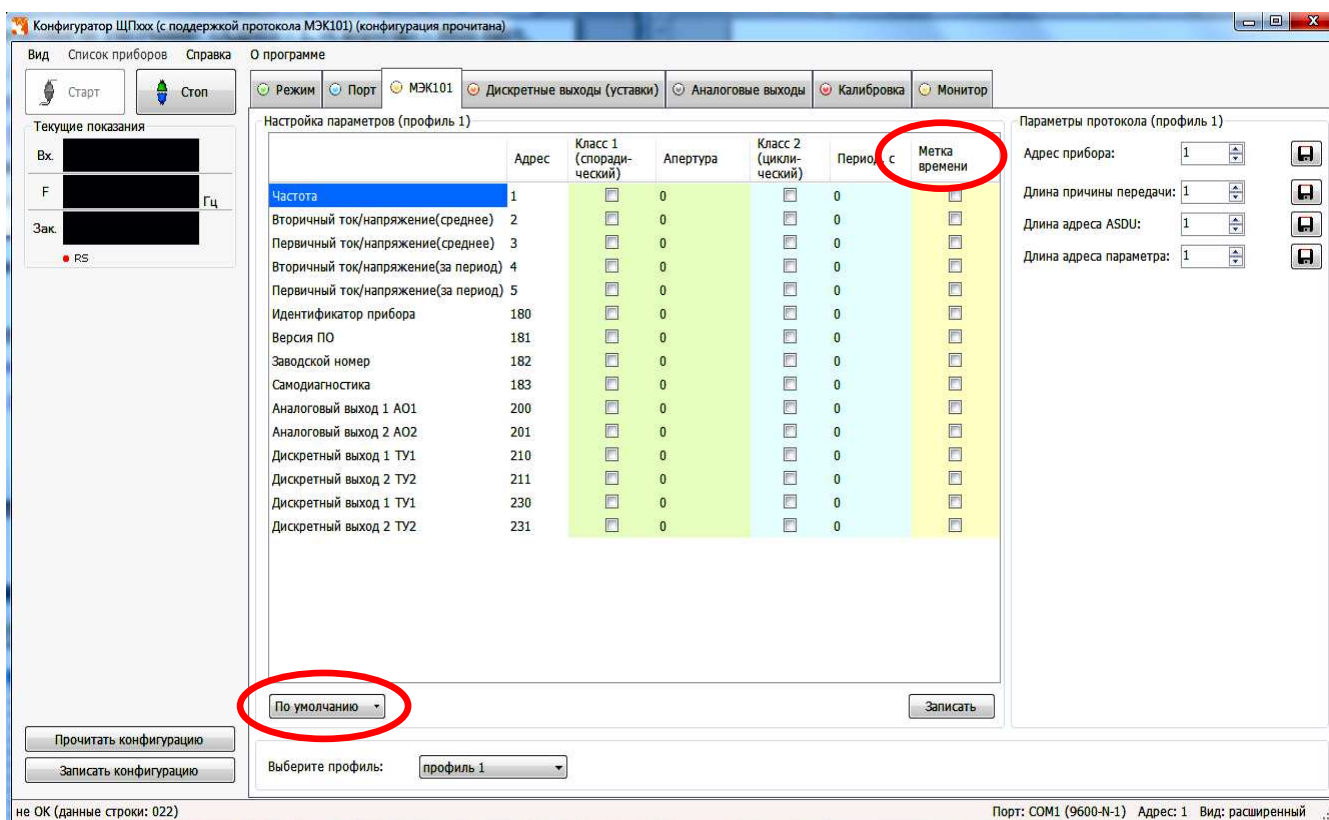 Конфигуратор ЩПxxx (с поддержкой протокола МЭК101) (конфигурация прочитана)
Вид Список приборов Справка О программе
Старт Стоп
Режим Порт МЭК101 Дискретные выходы (уставки) Аналоговые выходы Калибровка Монитор
Текущие показания
Вх.
F Гц
Зак.
RS
Настройка параметров (профиль 1)
Адрес Класс 1 (споради-ческий) Апертура Класс 2 (цикли-ческий) Период, с Метка времени
Частота 1 0 0
Вторичный ток/напряжение(среднее) 2 0 0
Первичный ток/напряжение(среднее) 3 0 0
Вторичный ток/напряжение(за период) 4 0 0
Первичный ток/напряжение(за период) 5 0 0
Идентификатор прибора 180 0 0
Версия ПО 181 0 0
Заводской номер 182 0 0
Самодиагностика 183 0 0
Аналоговый выход 1 АО1 200 0 0
Аналоговый выход 2 АО2 201 0 0
Дискретный выход 1 ТУ1 210 0 0
Дискретный выход 2 ТУ2 211 0 0
Дискретный выход 1 ТУ1 230 0 0
Дискретный выход 2 ТУ2 231 0 0
По умолчанию Записать
Параметры протокола (профиль 1)
Адрес прибора: 1
Длина причины передачи: 1
Длина адреса ASDU: 1
Длина адреса параметра: 1
Прочитать конфигурацию
Записать конфигурацию
Выберите профиль: профиль 1
не ОК (данные строки: 022) Порт: COM1 (9600-N-1) Адрес: 1 Вид: расширенный